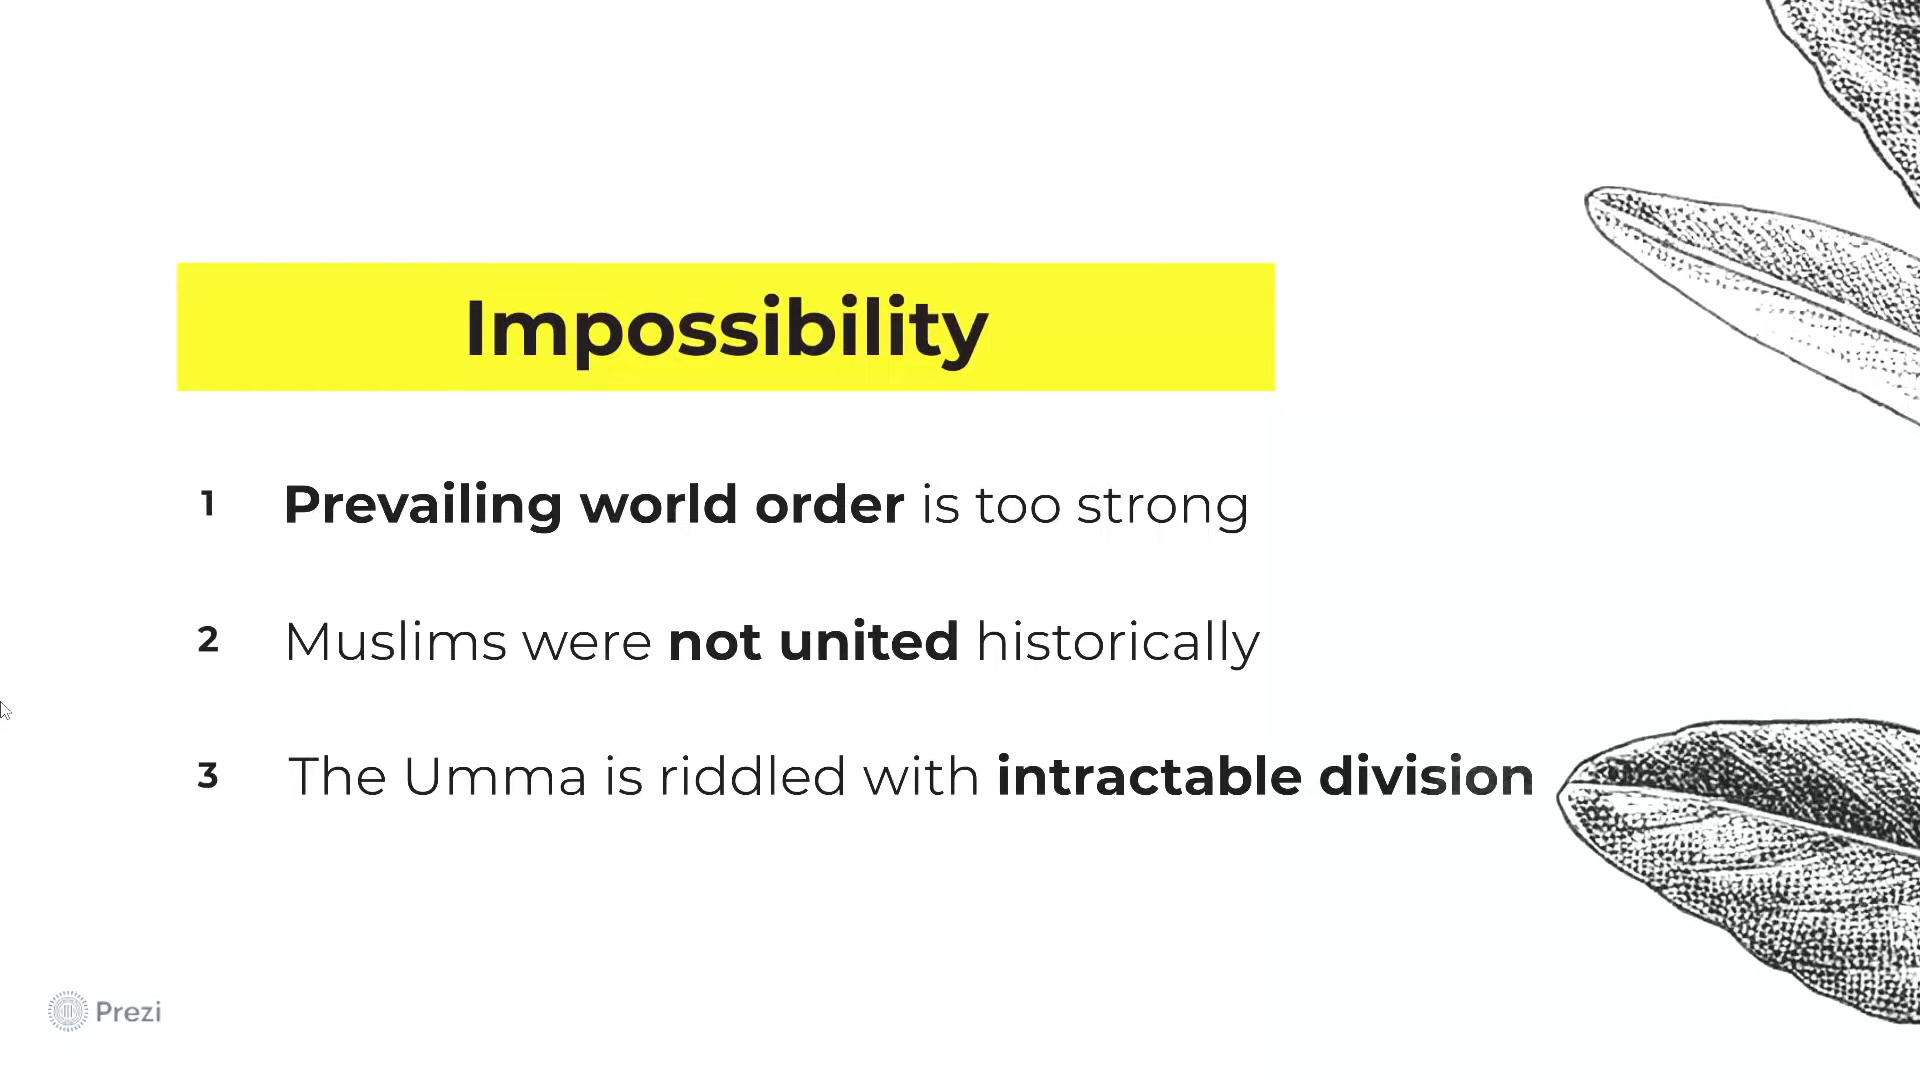 Impossibility
1 Prevailing world order is too strong
2 Muslims were not united historically
3 The Umma is riddled with intractable division
Prezi